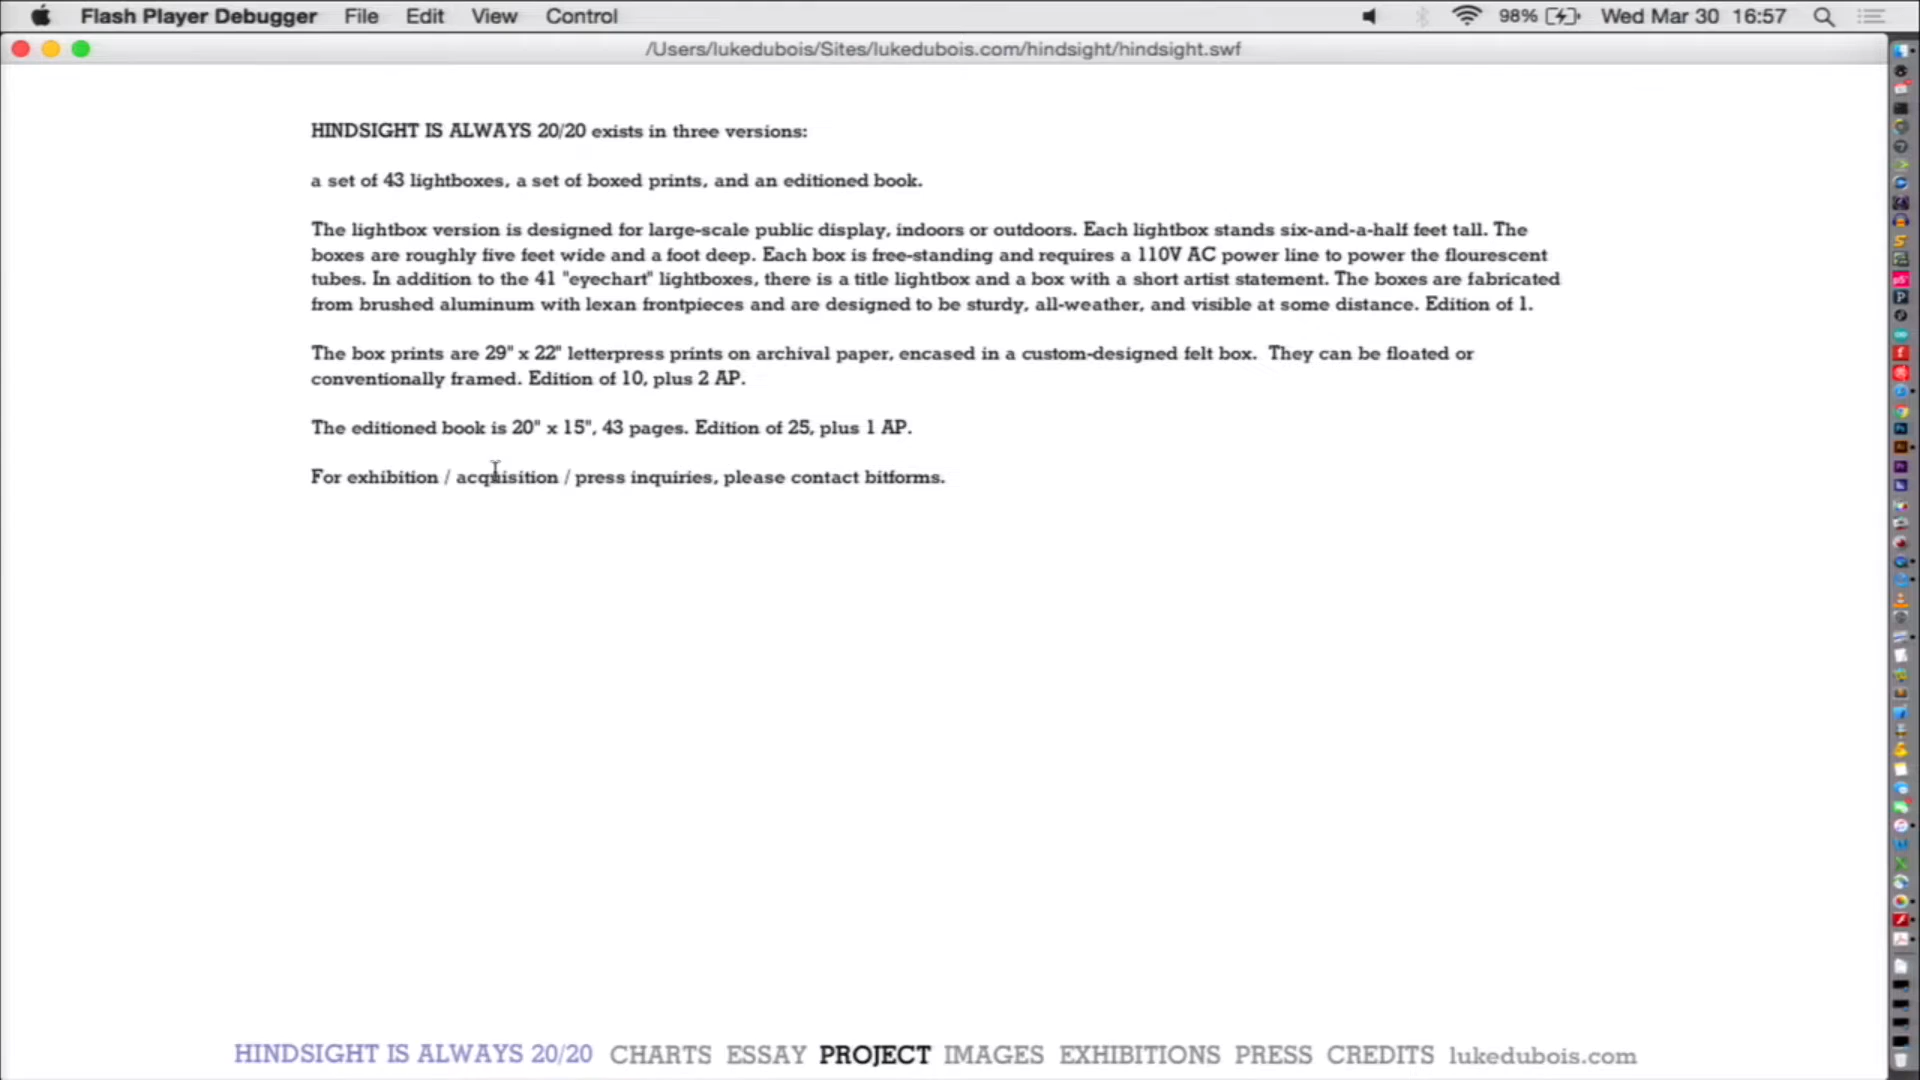 Flash Player Debugger File Edit View Control 98% Wed Mar 30 16:57
/Users/lukedubois/Sites/lukedubois.com/hindsight/hindsight.swf
HINDSIGHT IS ALWAYS 20/20 exists in three versions:
a set of 43 lightboxes, a set of boxed prints, and an editioned book.
The lightbox version is designed for large-scale public display, indoors or outdoors. Each lightbox stands six-and-a-half feet tall. The
boxes are roughly five feet wide and a foot deep. Each box is free-standing and requires a 110V AC power line to power the flourescent
tubes. In addition to the 41 "eyechart" lightboxes, there is a title lightbox and a box with a short artist statement. The boxes are fabricated
from brushed aluminum with lexan frontpieces and are designed to be sturdy, all-weather, and visible at some distance. Edition of 1.
The box prints are 29" x 22" letterpress prints on archival paper, encased in a custom-designed felt box. They can be floated or
conventionally framed. Edition of 10, plus 2 AP.
The editioned book is 20" x 15", 43 pages. Edition of 25, plus 1 AP.
For exhibition / acquisition / press inquiries, please contact bitforms.
HINDSIGHT IS ALWAYS 20/20 CHARTS ESSAY PROJECT IMAGES EXHIBITIONS PRESS CREDITS lukedubois.com